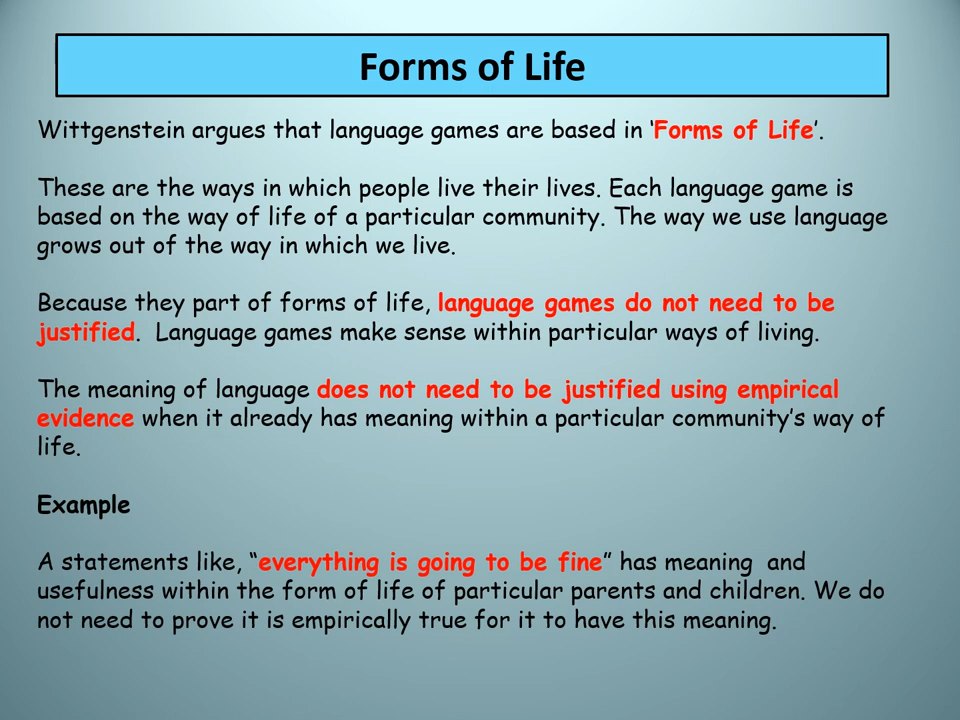 Forms of Life
Wittgenstein argues that language games are based in ‘Forms of Life’.
These are the ways in which people live their lives. Each language game is
based on the way of life of a particular community. The way we use language
grows out of the way in which we live.
Because they part of forms of life, language games do not need to be
justified. Language games make sense within particular ways of living.
The meaning of language does not need to be justified using empirical
evidence when it already has meaning within a particular community’s way of
life.
Example
A statements like, “everything is going to be fine” has meaning and
usefulness within the form of life of particular parents and children. We do
not need to prove it is empirically true for it to have this meaning.